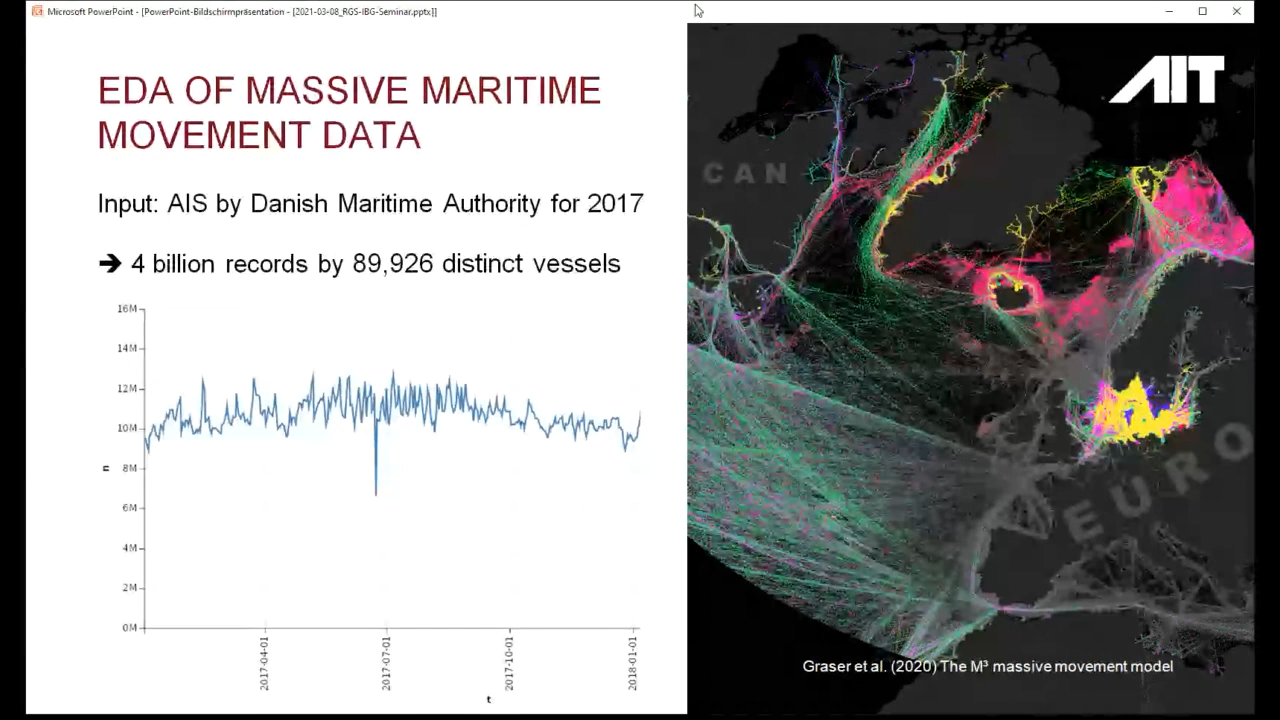 Microsoft PowerPoint - [PowerPoint-Bildschirmpräsentation - [2021-03-08_RGS-IBG-Seminar.pptx]]
EDA OF MASSIVE MARITIME
MOVEMENT DATA
Input: AIS by Danish Maritime Authority for 2017
➔ 4 billion records by 89,926 distinct vessels
16M
14M
12M
10M
8M
6M
4M
2M
0M
n
2017-04-01
2017-07-01
2017-10-01
2018-01-01
t
AIT
CAN
EURO
Graser et al. (2020) The M³ massive movement model